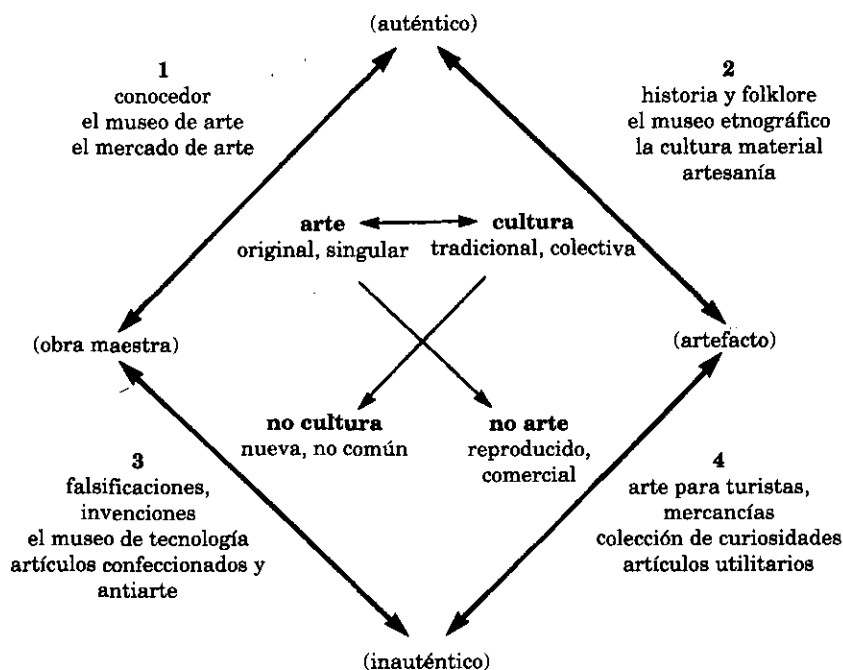 (auténtico)
1
conocedor
el museo de arte
el mercado de arte
2
historia y folklore
el museo etnográfico
la cultura material
artesanía
arte
original, singular
cultura
tradicional, colectiva
(obra maestra)
(artefacto)
no cultura
nueva, no común
no arte
reproducido,
comercial
3
falsificaciones,
invenciones
el museo de tecnología
artículos confeccionados y
antiarte
4
arte para turistas,
mercancías
colección de curiosidades
artículos utilitarios
(inauténtico)